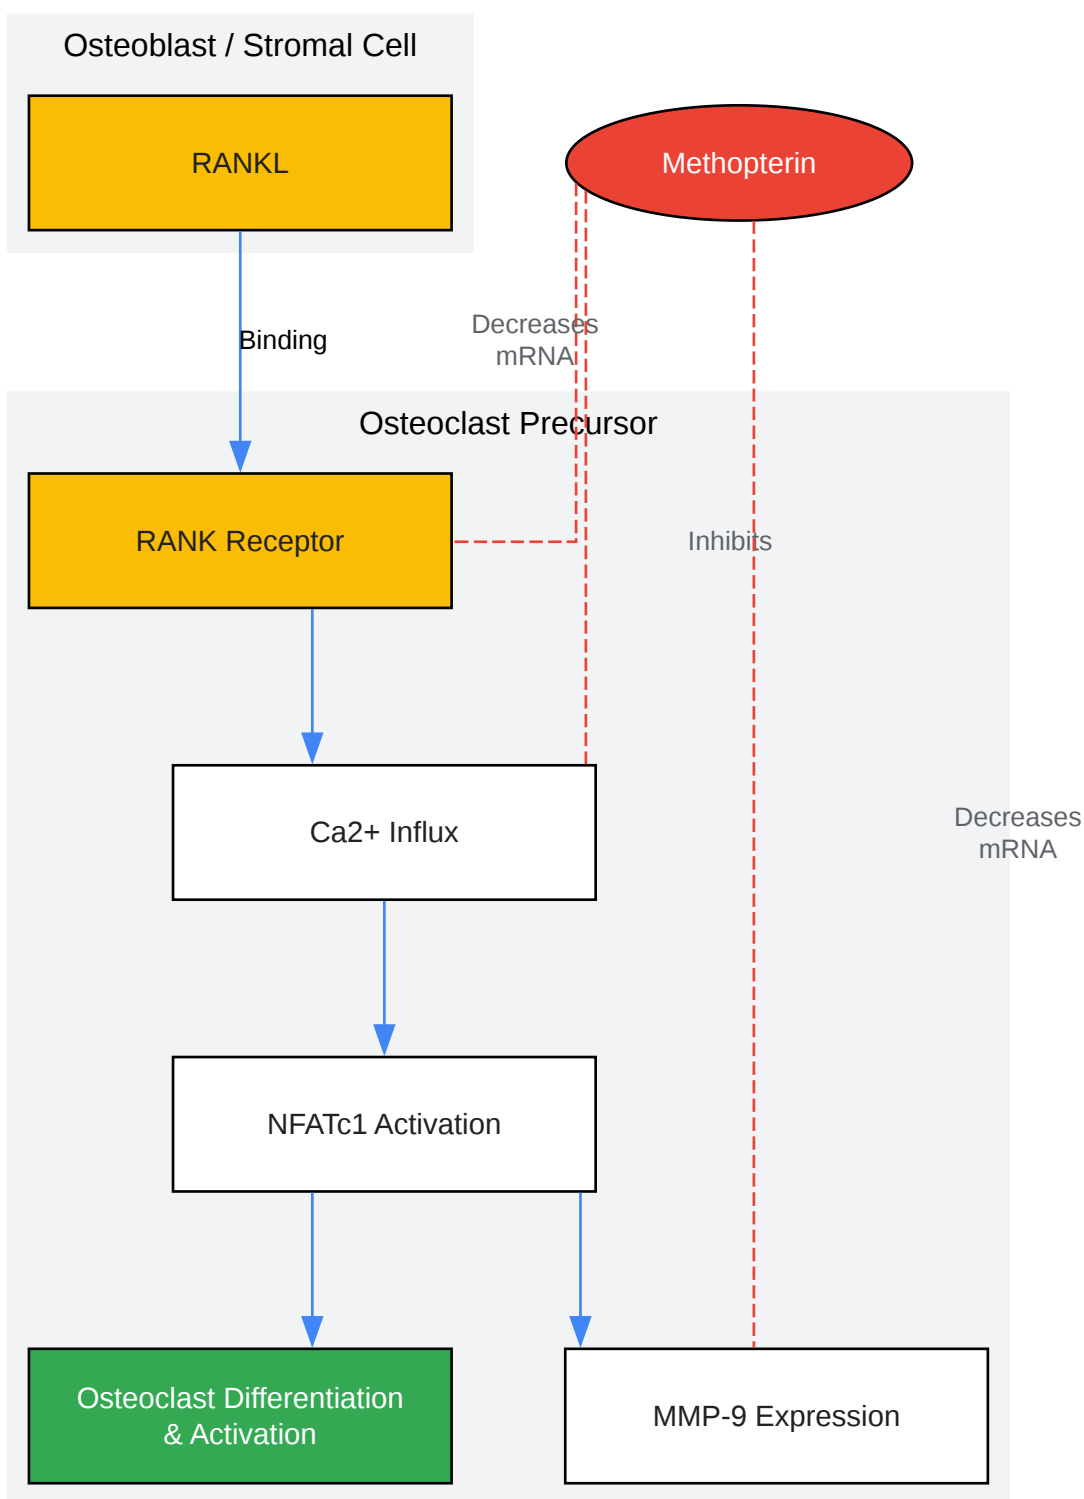 Osteoblast / Stromal Cell
RANKL
Methopterin
Binding
Decreases
mRNA
Osteoclast Precursor
RANK Receptor
Inhibits
Ca2+ Influx
Decreases
mRNA
NFATc1 Activation
Osteoclast Differentiation
& Activation
MMP-9 Expression